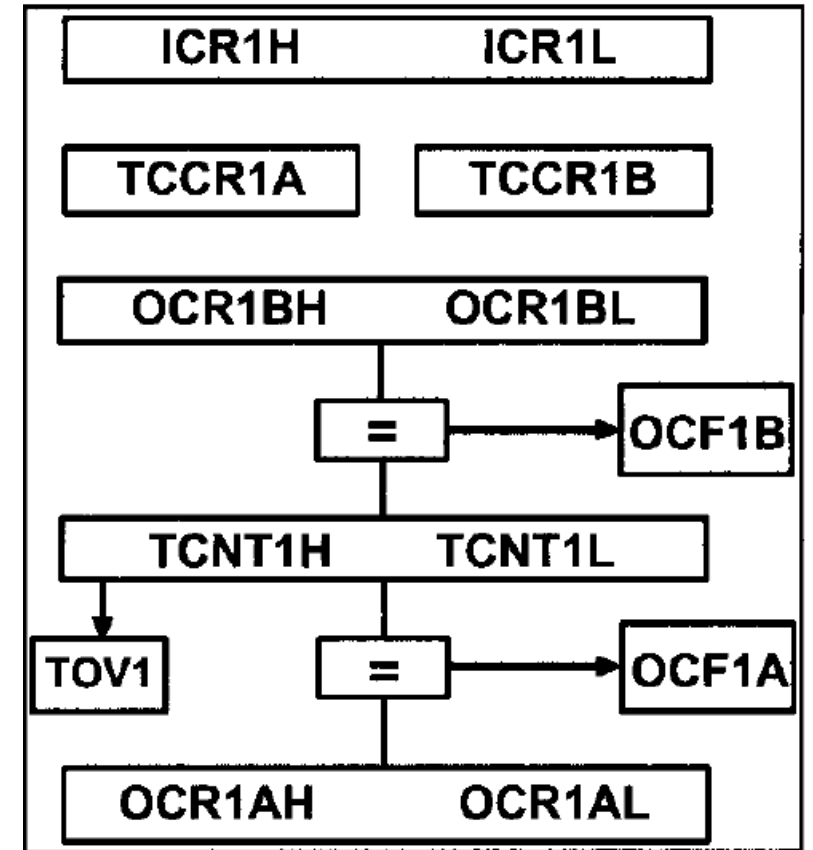 ICR1H ICR1L
TCCR1A TCCR1B
OCR1BH OCR1BL
= OCF1B
TCNT1H TCNT1L
TOV1 = OCF1A
OCR1AH OCR1AL